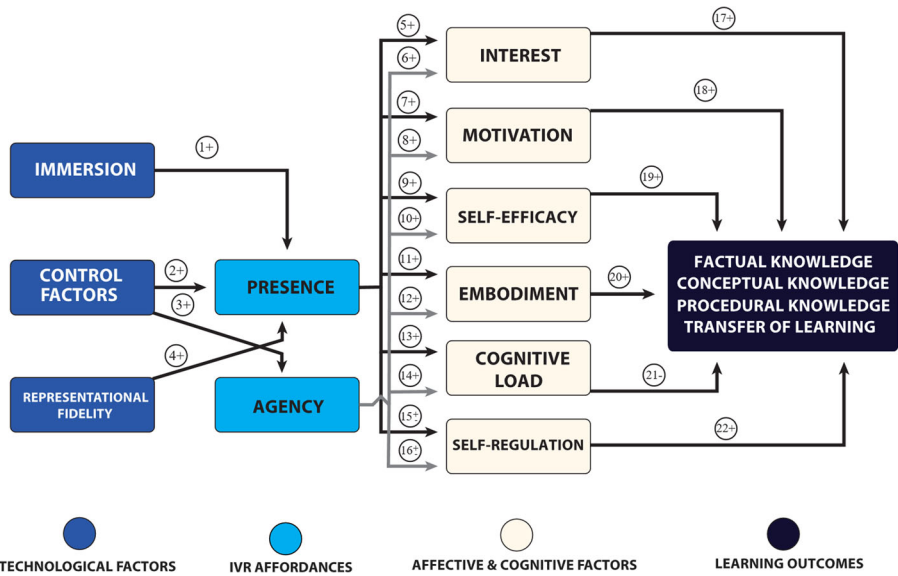 IMMERSION
CONTROL
FACTORS
REPRESENTATIONAL
FIDELITY
1+
2+
3+
4+
PRESENCE
AGENCY
5+
6+
7+
8+
9+
10+
11+
12+
13+
14+
15±
16±
INTEREST
MOTIVATION
SELF-EFFICACY
EMBODIMENT
COGNITIVE
LOAD
SELF-REGULATION
17+
18+
19+
20+
21-
22+
FACTUAL KNOWLEDGE
CONCEPTUAL KNOWLEDGE
PROCEDURAL KNOWLEDGE
TRANSFER OF LEARNING
TECHNOLOGICAL FACTORS
IVR AFFORDANCES
AFFECTIVE & COGNITIVE FACTORS
LEARNING OUTCOMES